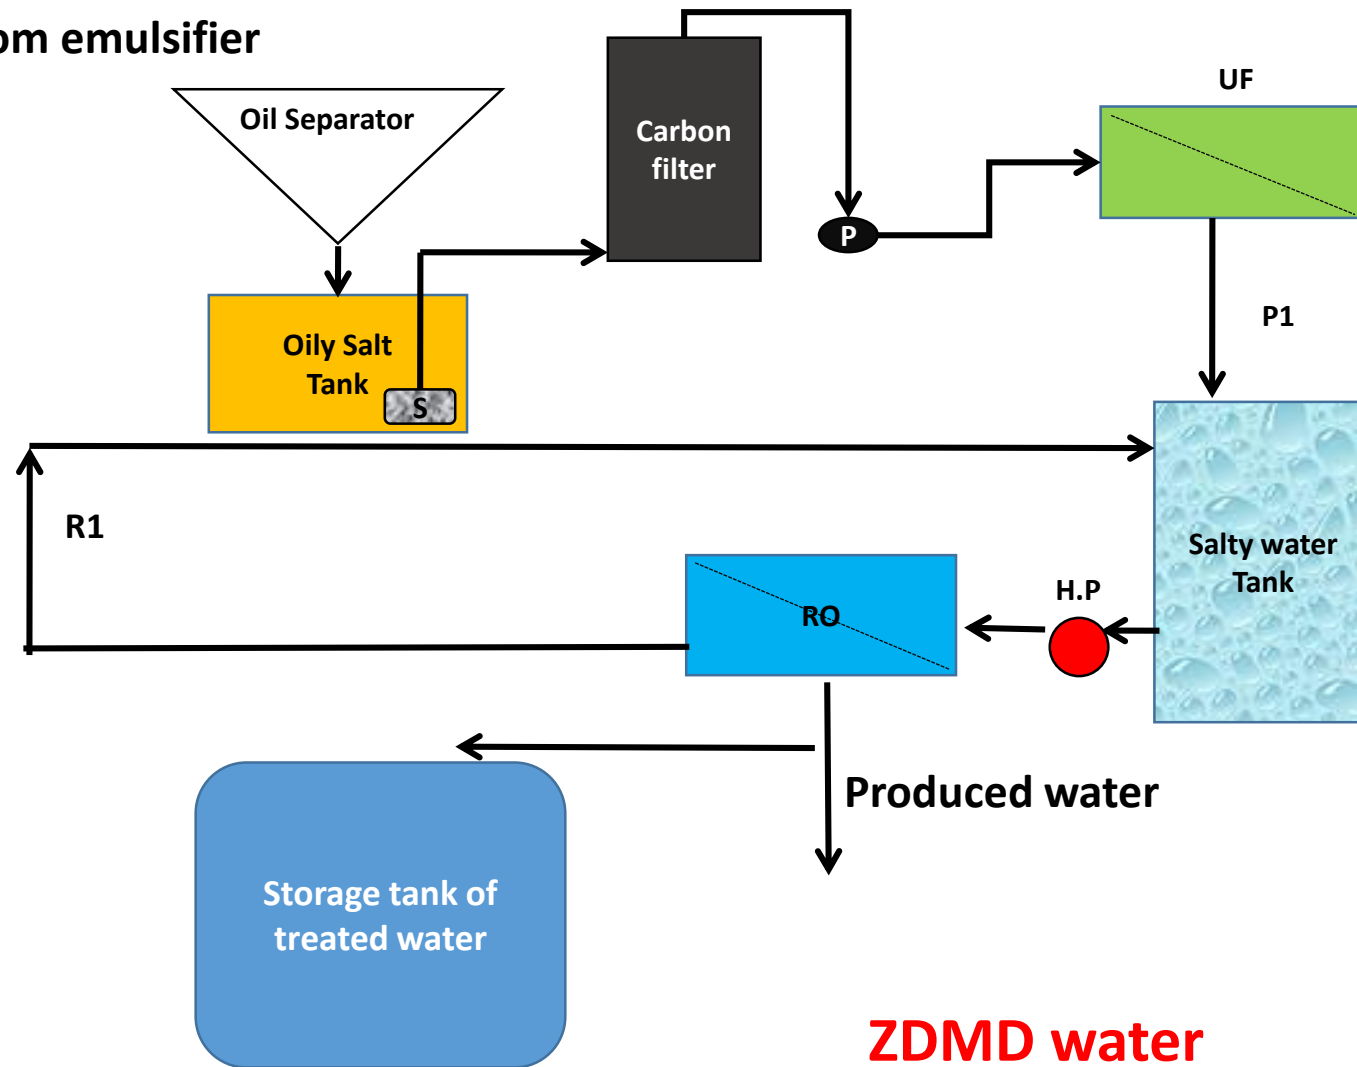 om emulsifier
UF
Oil Separator
Carbon
filter
P
P1
Oily Salt
Tank
S
R1
Salty water
Tank
H.P
RO
Produced water
Storage tank of
treated water
ZDMD water